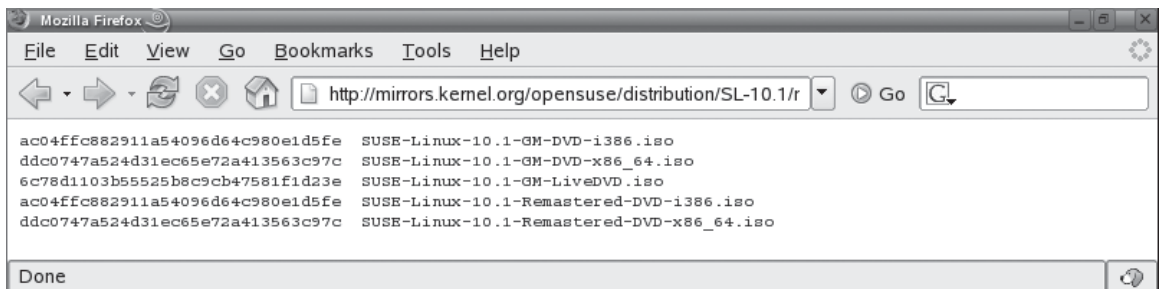 Mozilla Firefox
File Edit View Go Bookmarks Tools Help
http://mirrors.kernel.org/opensuse/distribution/SL-10.1/r Go G
ac04ffc882911a54096d64c980e1d5fe SUSE-Linux-10.1-GM-DVD-i386.iso
ddc0747a524d31ec65e72a413563c97c SUSE-Linux-10.1-GM-DVD-x86_64.iso
6c78d1103b55525b8c9cb47581f1d23e SUSE-Linux-10.1-GM-LiveDVD.iso
ac04ffc882911a54096d64c980e1d5fe SUSE-Linux-10.1-Remastered-DVD-i386.iso
ddc0747a524d31ec65e72a413563c97c SUSE-Linux-10.1-Remastered-DVD-x86_64.iso
Done